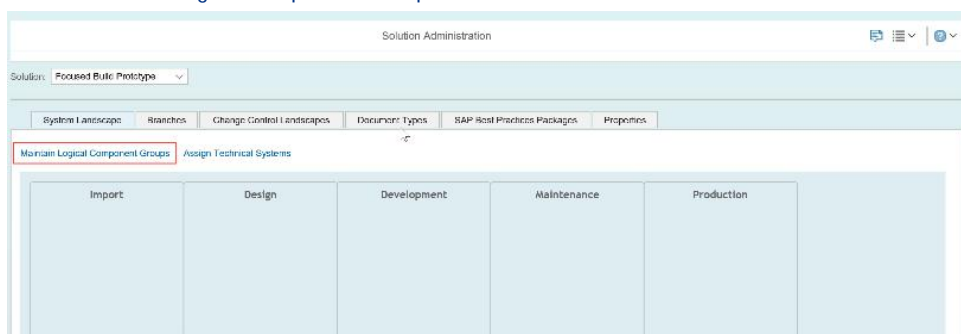 Solution Administration
Solution: Focused Build Prototype
System Landscape Branches Change Control Landscapes Document Types SAP Best Practices Packages Properties
Maintain Logical Component Groups Assign Technical Systems
Import Design Development Maintenance Production